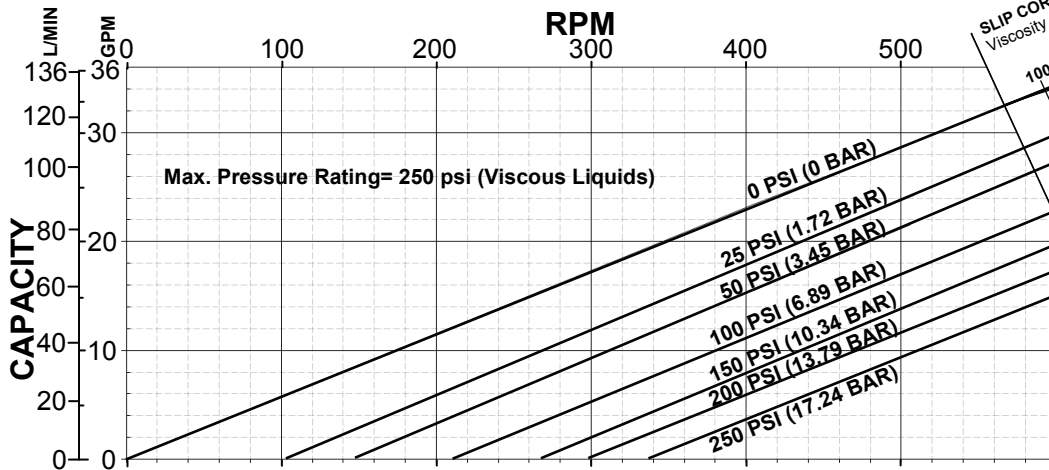 RPM
L/MIN
GPM
0 100 200 300 400 500
SLIP COR
Viscosity
100
136 36
120
30
100
80
20
60
40
10
20
0 0
CAPACITY
Max. Pressure Rating= 250 psi (Viscous Liquids)
0 PSI (0 BAR)
25 PSI (1.72 BAR)
50 PSI (3.45 BAR)
100 PSI (6.89 BAR)
150 PSI (10.34 BAR)
200 PSI (13.79 BAR)
250 PSI (17.24 BAR)